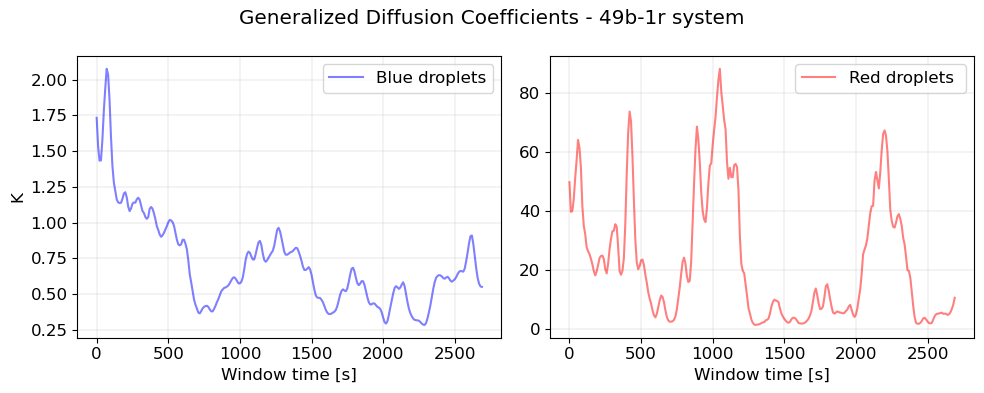 Generalized Diffusion Coefficients - 49b-1r system
Blue droplets
2.00
1.75
1.50
1.25
1.00
0.75
0.50
0.25
K
0 500 1000 1500 2000 2500
Window time [s]
Red droplets
80
60
40
20
0
0 500 1000 1500 2000 2500
Window time [s]